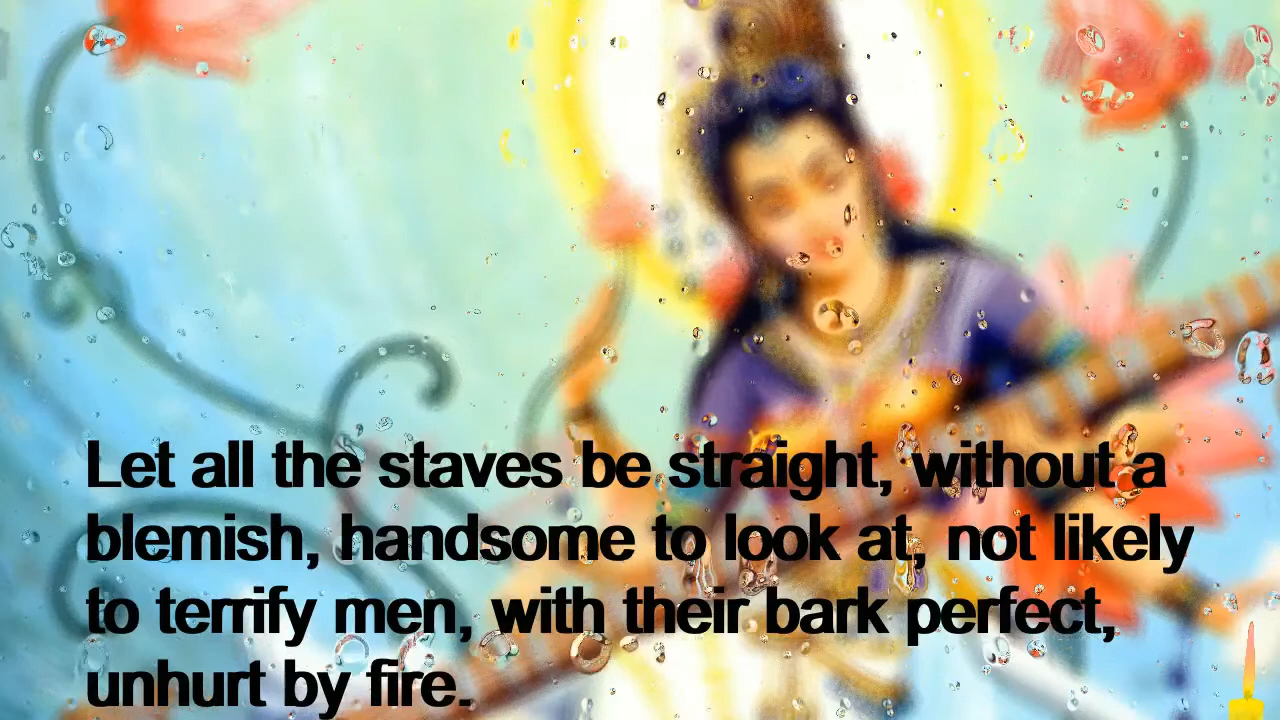 Let all the staves be straight, without a
blemish, handsome to look at, not likely
to terrify men, with their bark perfect,
unhurt by fire.